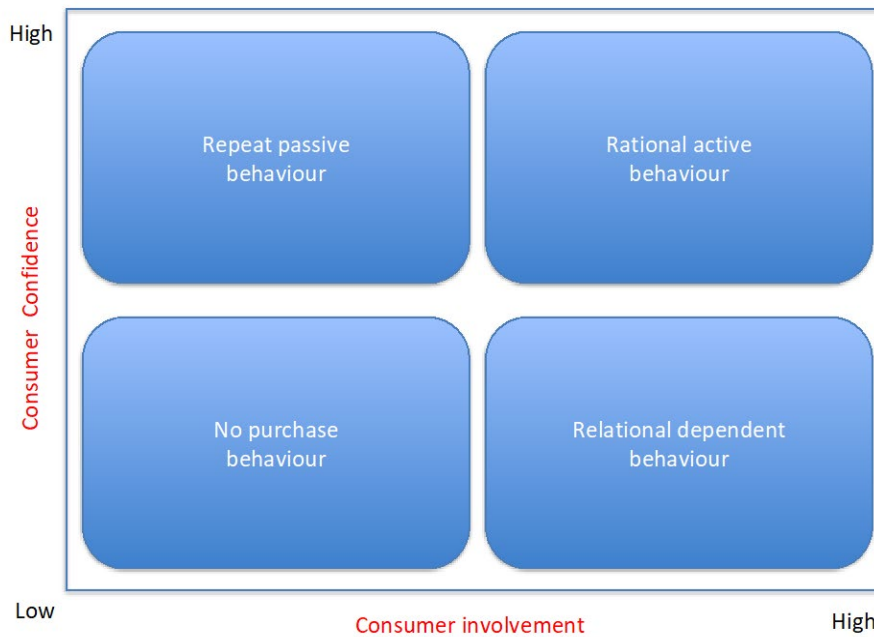 High
Repeat passive
behaviour
Rational active
behaviour
Consumer Confidence
No purchase
behaviour
Relational dependent
behaviour
Low
Consumer involvement
High